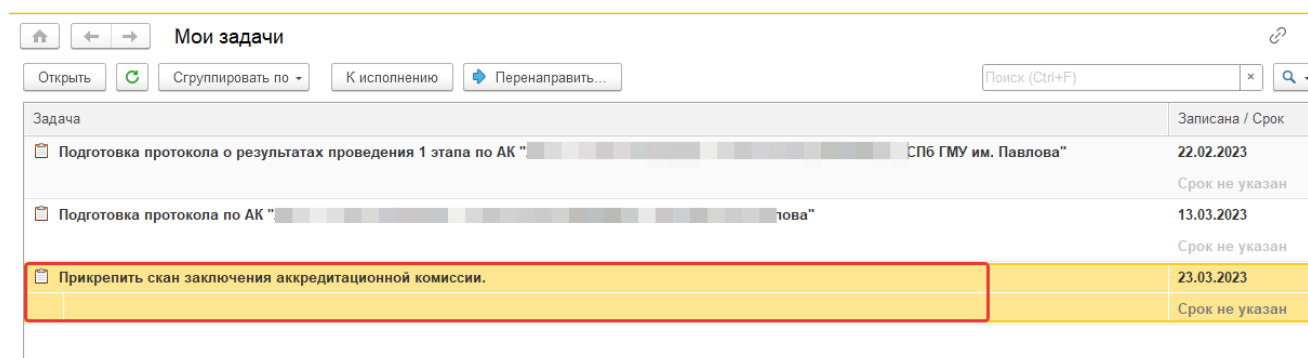 Мои задачи
Открыть Сгруппировать по К исполнению Перенаправить... Поиск (Ctrl+F) ×
Задача Записана / Срок
Подготовка протокола о результатах проведения 1 этапа по АК " СПб ГМУ им. Павлова" 22.02.2023
Срок не указан
Подготовка протокола по АК " лова" 13.03.2023
Срок не указан
Прикрепить скан заключения аккредитационной комиссии. 23.03.2023
Срок не указан